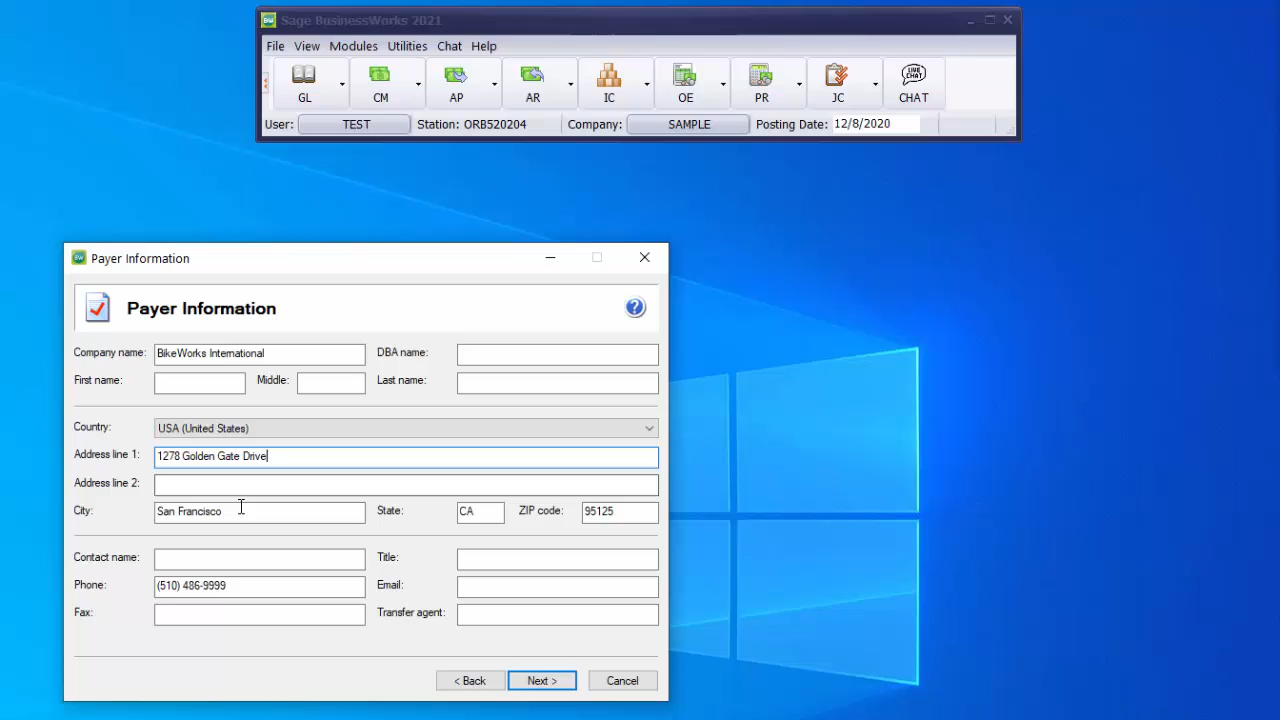 BW Sage BusinessWorks 2021
File View Modules Utilities Chat Help
LIVE CHAT
GL CM AP AR IC OE PR JC CHAT
User: TEST Station: ORB520204 Company: SAMPLE Posting Date: 12/8/2020
BW Payer Information
Payer Information ?
Company name: BikeWorks International DBA name:
First name: Middle: Last name:
Country: USA (United States)
Address line 1: 1278 Golden Gate Drive
Address line 2:
City: San Francisco State: CA ZIP code: 95125
Contact name: Title:
Phone: (510) 486-9999 Email:
Fax: Transfer agent:
< Back Next > Cancel